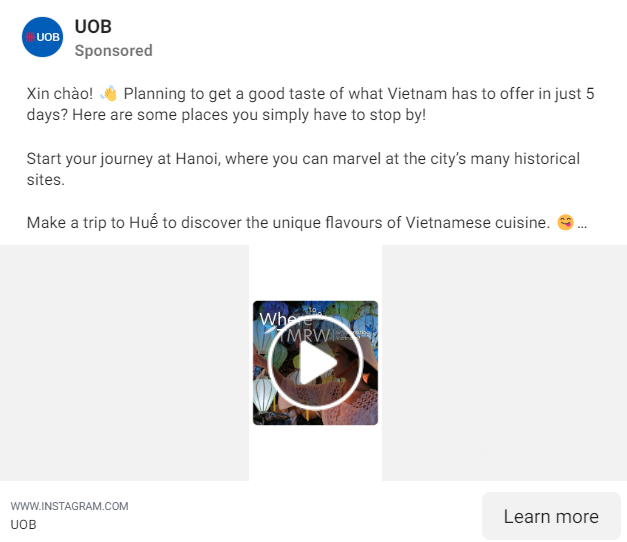 UOB
UOB
Sponsored
Xin chào! 👋 Planning to get a good taste of what Vietnam has to offer in just 5
days? Here are some places you simply have to stop by!
Start your journey at Hanoi, where you can marvel at the city’s many historical
sites.
Make a trip to Huế to discover the unique flavours of Vietnamese cuisine. 😋 ...
Where
TMRW
WWW.INSTAGRAM.COM
UOB
Learn more